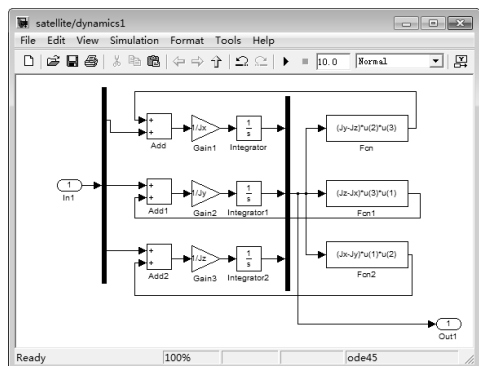 satellite/dynamics1
File Edit View Simulation Format Tools Help
10.0 Normal
1
In1
+
+
Add
1/Jx
Gain1
1
s
Integrator
(Jy-Jz)*u(2)*u(3)
Fcn
+
+
Add1
1/Jy
Gain2
1
s
Integrator1
(Jz-Jx)*u(3)*u(1)
Fcn1
+
+
Add2
1/Jz
Gain3
1
s
Integrator2
(Jx-Jy)*u(1)*u(2)
Fcn2
1
Out1
Ready 100% ode45